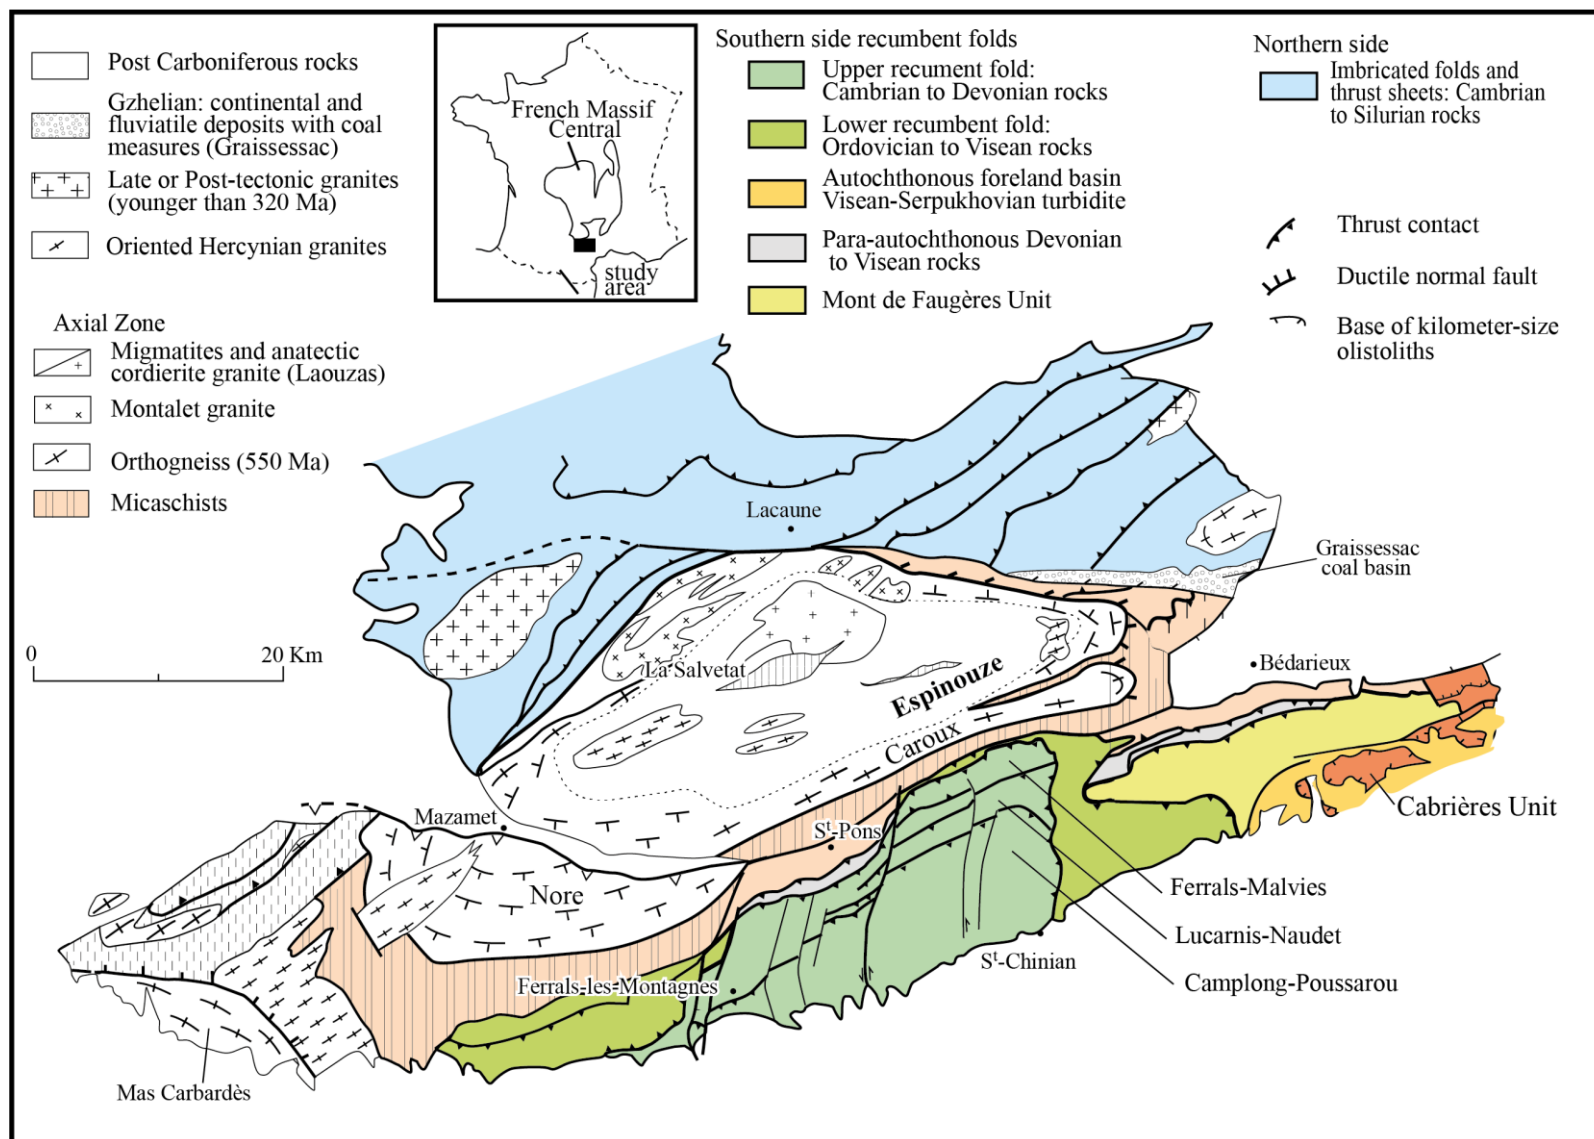 Post Carboniferous rocks
Gzhelian: continental and
fluviatile deposits with coal
measures (Graissessac)
Late or Post-tectonic granites
(younger than 320 Ma)
Oriented Hercynian granites
Axial Zone
Migmatites and anatectic
cordierite granite (Laouzas)
Montalet granite
Orthogneiss (550 Ma)
Micaschists
French Massif
Central
study
area
Southern side recumbent folds
Upper recument fold:
Cambrian to Devonian rocks
Lower recumbent fold:
Ordovician to Visean rocks
Autochthonous foreland basin
Visean-Serpukhovian turbidite
Para-autochthonous Devonian
to Visean rocks
Mont de Faugères Unit
Northern side
Imbricated folds and
thrust sheets: Cambrian
to Silurian rocks
Thrust contact
Ductile normal fault
Base of kilometer-size
olistoliths
Lacaune
Graissessac
coal basin
0 20 Km
La Salvetat
Espinouze
Bédarieux
Caroux
Cabrières Unit
Mazamet
St-Pons
Nore
Ferrals-Malvies
Lucarnis-Naudet
St-Chinian
Camplong-Poussarou
Ferrals-les-Montagnes
Mas Carbardès